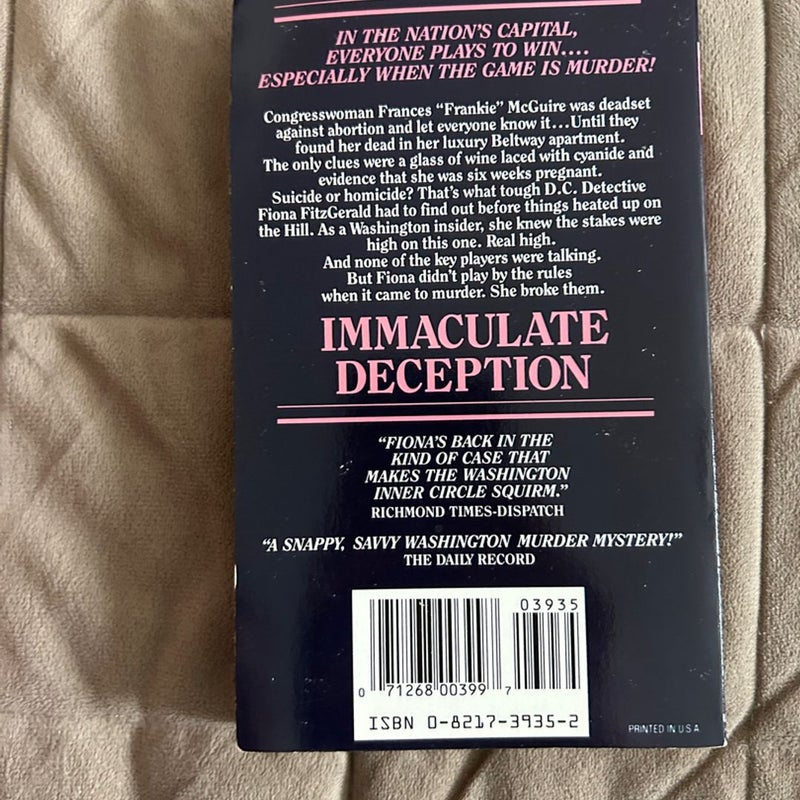 IN THE NATION'S CAPITAL,
EVERYONE PLAYS TO WIN....
ESPECIALLY WHEN THE GAME IS MURDER!
Congresswoman Frances "Frankie" McGuire was deadset
against abortion and let everyone know it...Until they
found her dead in her luxury Beltway apartment.
The only clues were a glass of wine laced with cyanide and
evidence that she was six weeks pregnant.
Suicide or homicide? That's what tough D.C. Detective
Fiona FitzGerald had to find out before things heated up on
the Hill. As a Washington insider, she knew the stakes were
high on this one. Real high.
And none of the key players were talking.
But Fiona didn't play by the rules
when it came to murder. She broke them.
IMMACULATE
DECEPTION
"FIONA'S BACK IN THE
KIND OF CASE THAT
MAKES THE WASHINGTON
INNER CIRCLE SQUIRM."
RICHMOND TIMES-DISPATCH
"A SNAPPY, SAVVY WASHINGTON MURDER MYSTERY!"
THE DAILY RECORD
03935
0 71268 00399 7
ISBN 0-8217-3935-2
PRINTED IN U S A